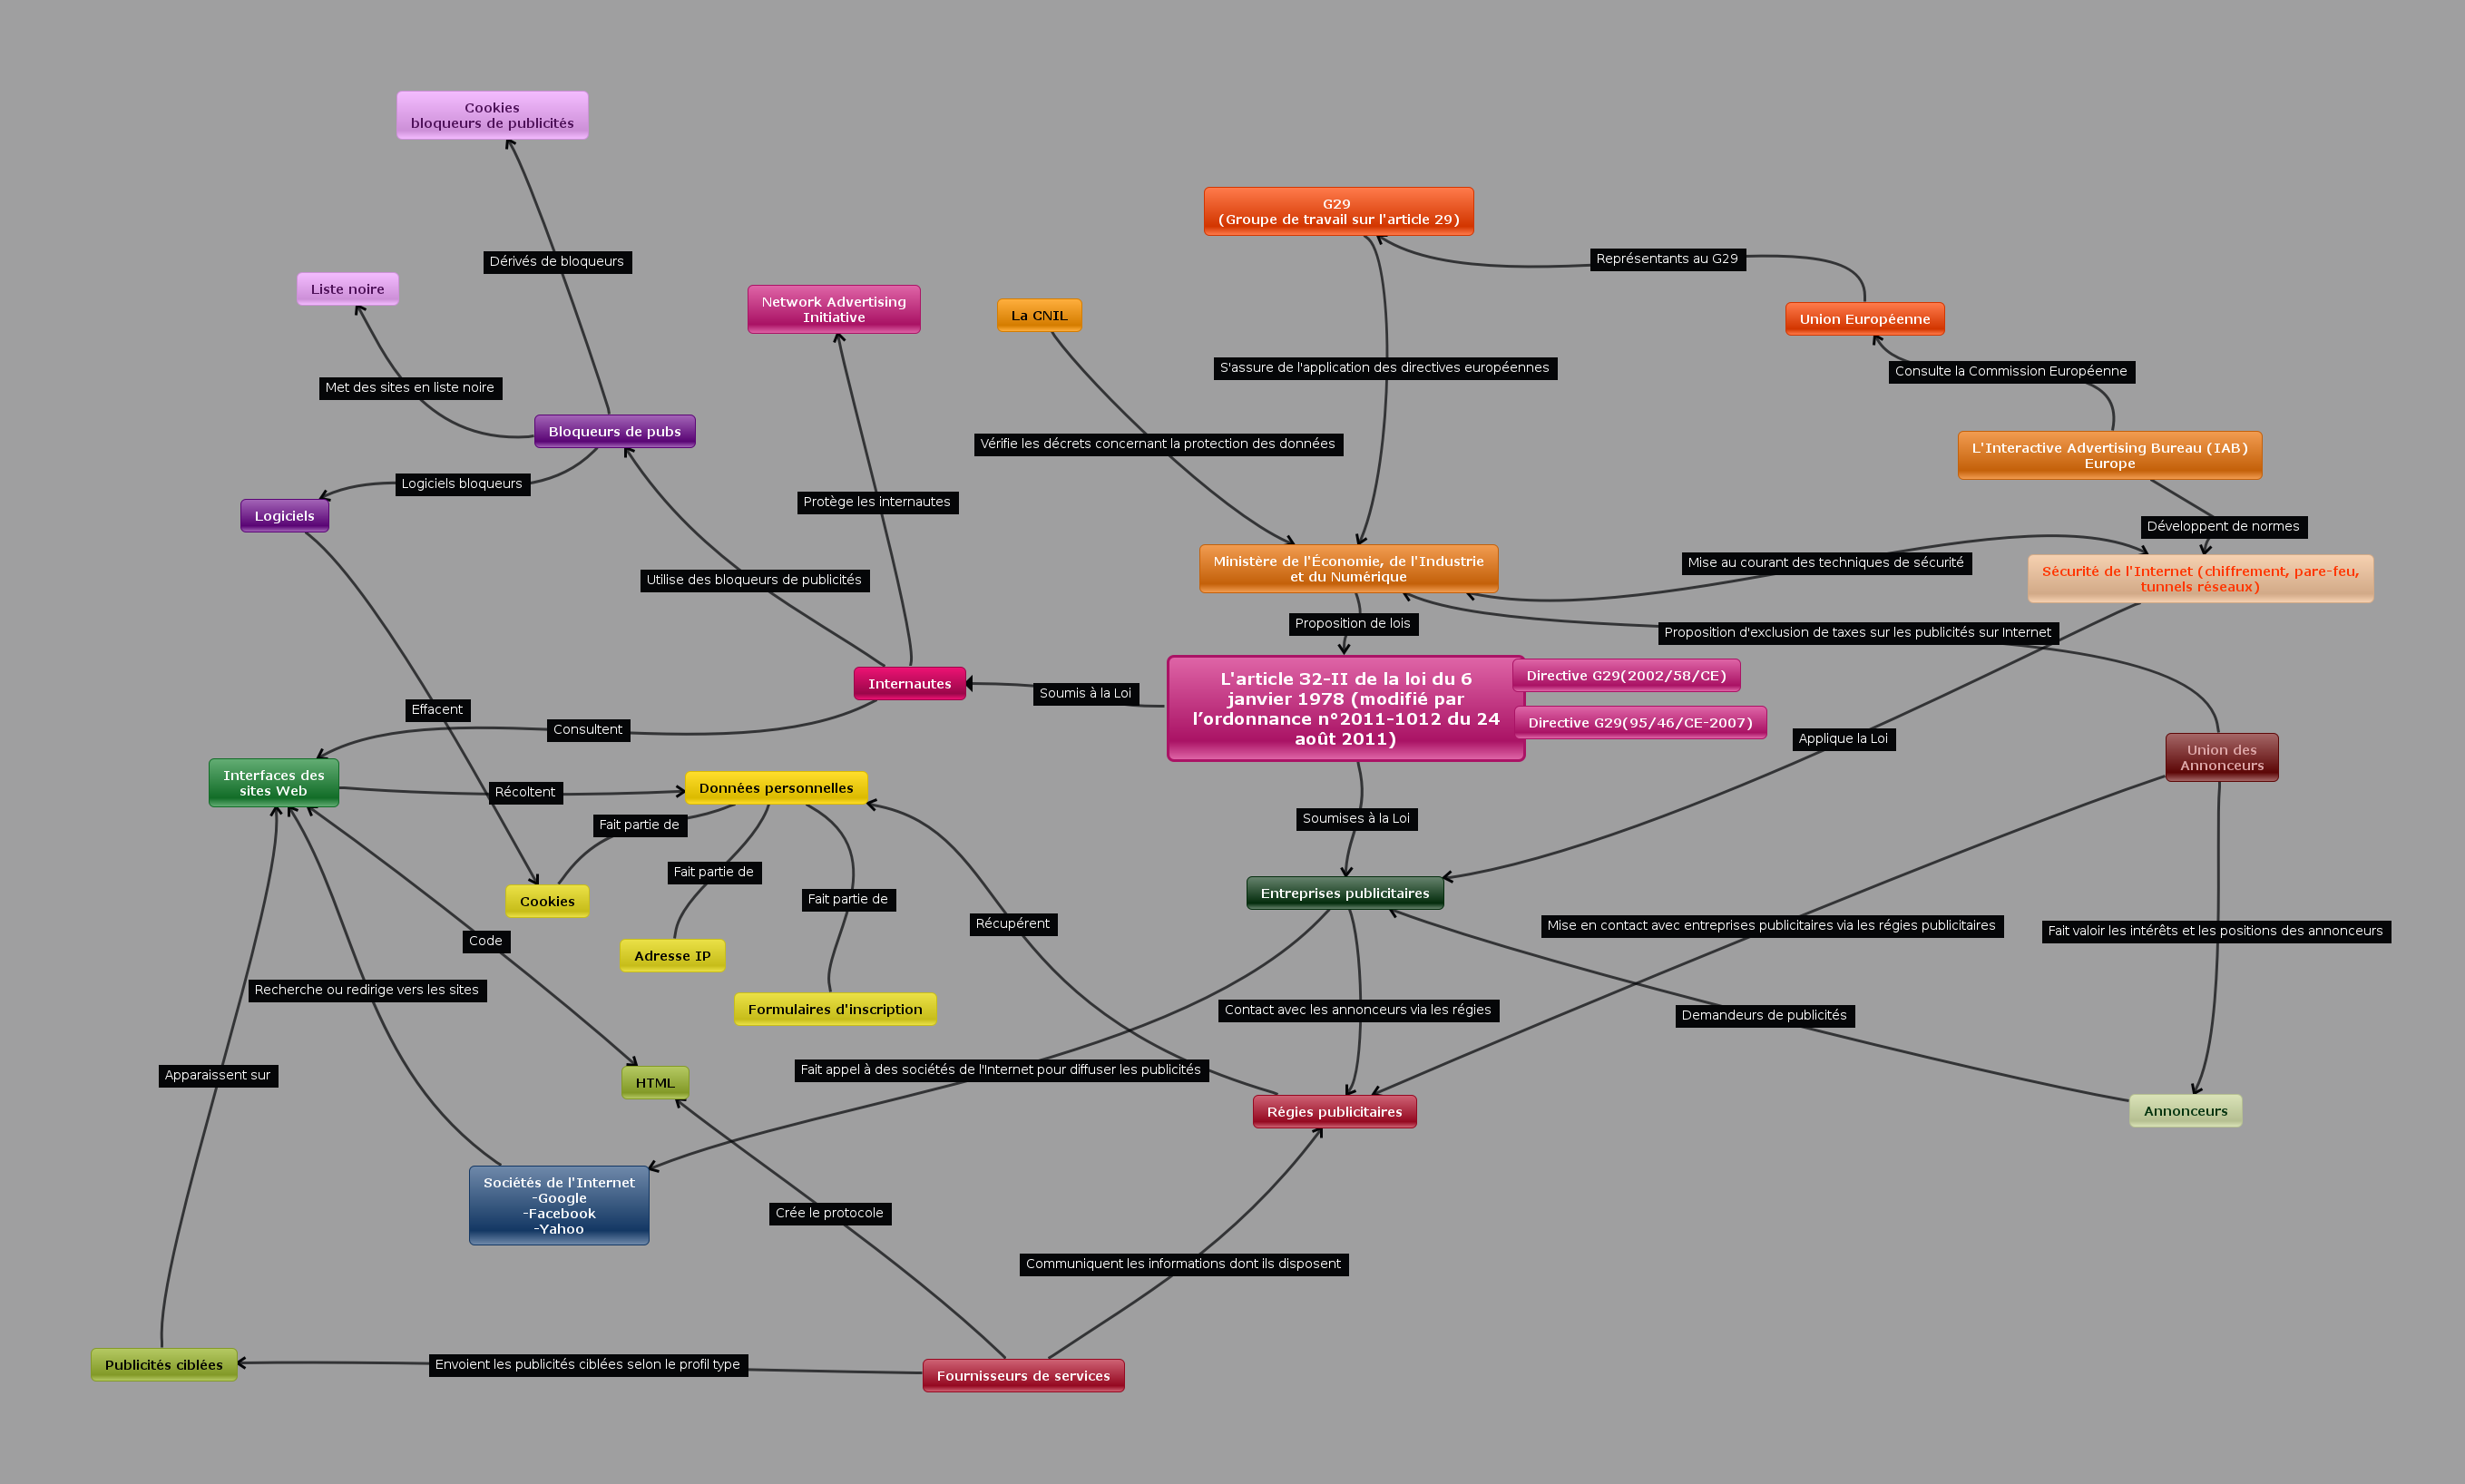 Cookies
bloqueurs de publicités
G29
(Groupe de travail sur l'article 29)
Dérivés de bloqueurs
Représentants au G29
Liste noire
Network Advertising
Initiative
La CNIL
Union Européenne
S'assure de l'application des directives européennes
Consulte la Commission Européenne
Met des sites en liste noire
Bloqueurs de pubs
Vérifie les décrets concernant la protection des données
L'Interactive Advertising Bureau (IAB)
Europe
Logiciels bloqueurs
Protège les internautes
Logiciels
Développent de normes
Ministère de l'Économie, de l'Industrie
et du Numérique
Mise au courant des techniques de sécurité
Sécurité de l'Internet (chiffrement, pare-feu,
tunnels réseaux)
Utilise des bloqueurs de publicités
Proposition de lois
Proposition d'exclusion de taxes sur les publicités sur Internet
Internautes
Soumis à la Loi
L'article 32-II de la loi du 6
janvier 1978 (modifié par
l’ordonnance n°2011-1012 du 24
août 2011)
Directive G29(2002/58/CE)
Directive G29(95/46/CE-2007)
Effacent
Consultent
Applique la Loi
Union des
Annonceurs
Interfaces des
sites Web
Récoltent
Données personnelles
Fait partie de
Soumises à la Loi
Fait partie de
Fait partie de
Cookies
Entreprises publicitaires
Récupérent
Mise en contact avec entreprises publicitaires via les régies publicitaires
Fait valoir les intérêts et les positions des annonceurs
Code
Adresse IP
Recherche ou redirige vers les sites
Formulaires d'inscription
Contact avec les annonceurs via les régies
Demandeurs de publicités
Apparaissent sur
HTML
Fait appel à des sociétés de l'Internet pour diffuser les publicités
Régies publicitaires
Annonceurs
Sociétés de l'Internet
-Google
-Facebook
-Yahoo
Crée le protocole
Communiquent les informations dont ils disposent
Publicités ciblées
Envoient les publicités ciblées selon le profil type
Fournisseurs de services